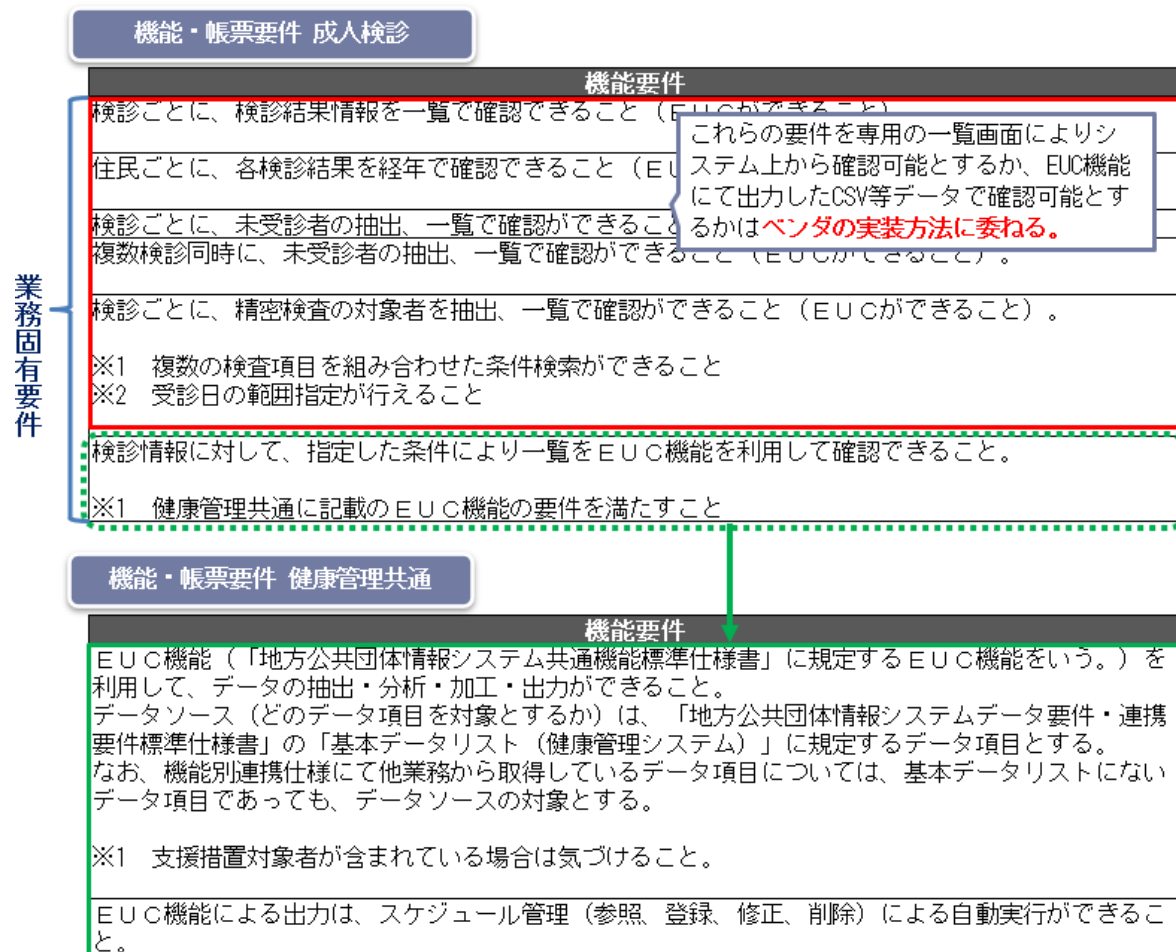 機能・帳票要件 成人検診
機能要件
検診ごとに、検診結果情報を一覧で確認できること（ＥＵＣができること）
住民ごとに、各検診結果を経年で確認できること（ＥＵ
検診ごとに、未受診者の抽出、一覧で確認ができること
複数検診同時に、未受診者の抽出、一覧で確認ができること（ＥＵＣができること）．
これらの要件を専用の一覧画面によりシ
ステム上から確認可能とするか、EUC機能
にて出力したCSV等データで確認可能とす
るかはベンダの実装方法に委ねる。
検診ごとに、精密検査の対象者を抽出、一覧で確認ができること（ＥＵＣができること）．
※1　複数の検査項目を組み合わせた条件検索ができること
※2　受診日の範囲指定が行えること
業務固有要件
検診情報に対して、指定した条件により一覧をＥＵＣ機能を利用して確認できること。
※1　健康管理共通に記載のＥＵＣ機能の要件を満たすこと
機能・帳票要件 健康管理共通
機能要件
ＥＵＣ機能（「地方公共団体情報システム共通機能標準仕様書」に規定するＥＵＣ機能をいう。）を
利用して、データの抽出・分析・加工・出力ができること。
データソース（どのデータ項目を対象とするか）は、「地方公共団体情報システムデータ要件・連携
要件標準仕様書」の「基本データリスト（健康管理システム）」に規定するデータ項目とする。
なお、機能別連携仕様にて他業務から取得しているデータ項目については、基本データリストにない
データ項目であっても、データソースの対象とする。
※1　支援措置対象者が含まれている場合は気づけること。
ＥＵＣ機能による出力は、スケジュール管理（参照、登録、修正、削除）による自動実行ができるこ
と。